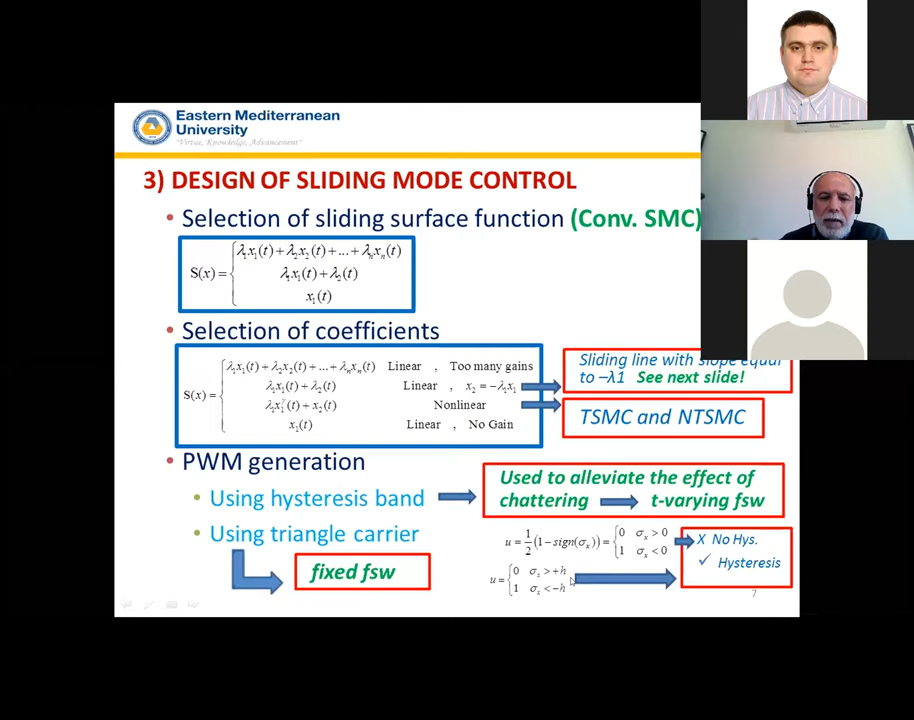 Eastern Mediterranean
University
"Virtue, Knowledge, Advancement"
3) DESIGN OF SLIDING MODE CONTROL
• Selection of sliding surface function (Conv. SMC)
S(x) = { λ₁x₁(t) + λ₂x₂(t) + ... + λₙxₙ(t)
λ₁x₁(t) + λ₂(t)
x₁(t)
• Selection of coefficients
S(x) = { λ₁x₁(t) + λ₂x₂(t) + ... + λₙxₙ(t) Linear , Too many gains
λ₁x₁(t) + λ₂(t) Linear , x₂ = −λ₁x₁
λ₁x₁^γ(t) + x₂(t) Nonlinear
x₁(t) Linear , No Gain
Sliding line with slope equal
to −λ1 See next slide!
TSMC and NTSMC
• PWM generation
• Using hysteresis band
Used to alleviate the effect of
chattering t-varying fsw
• Using triangle carrier
fixed fsw
u = 1/2 (1 − sign(σₓ)) = { 0 σₓ > 0
1 σₓ < 0
X No Hys.
✓ Hysteresis
u = { 0 σₓ > +h
1 σₓ < −h
7